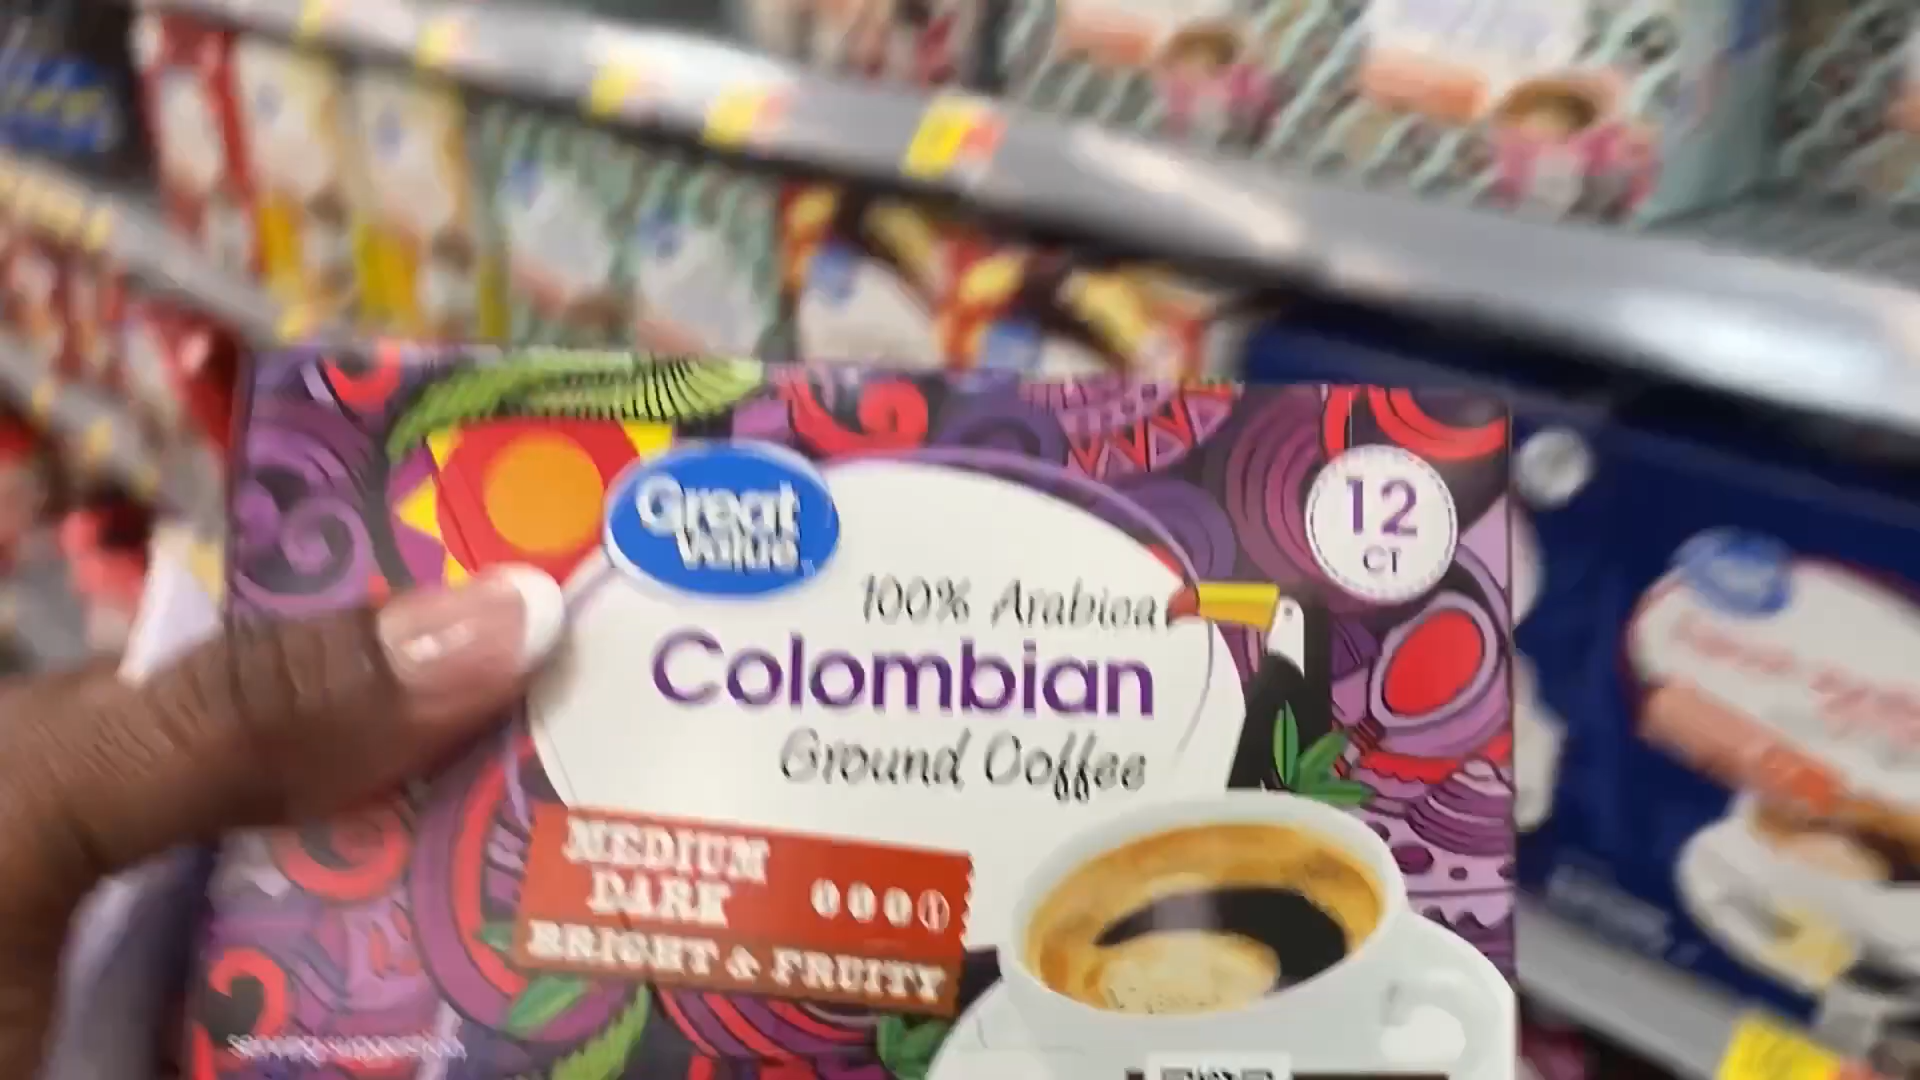 Great
Value
12
CT
100% Arabica
Colombian
Ground Coffee
MEDIUM
DARK
BRIGHT & FRUITY